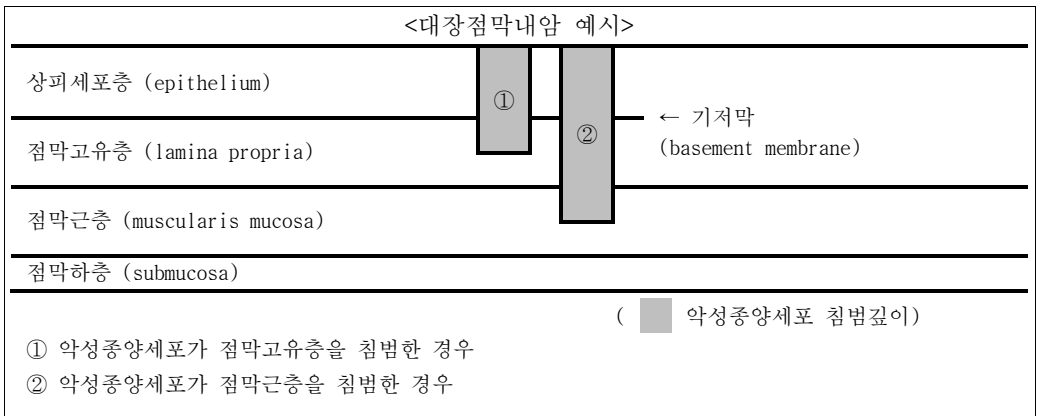 <대장점막내암 예시>
상피세포층 (epithelium)
①
← 기저막
②
점막고유층 (lamina propria)
(basement membrane)
점막근층 (muscularis mucosa)
점막하층 (submucosa)
( 악성종양세포 침범깊이)
① 악성종양세포가 점막고유층을 침범한 경우
② 악성종양세포가 점막근층을 침범한 경우